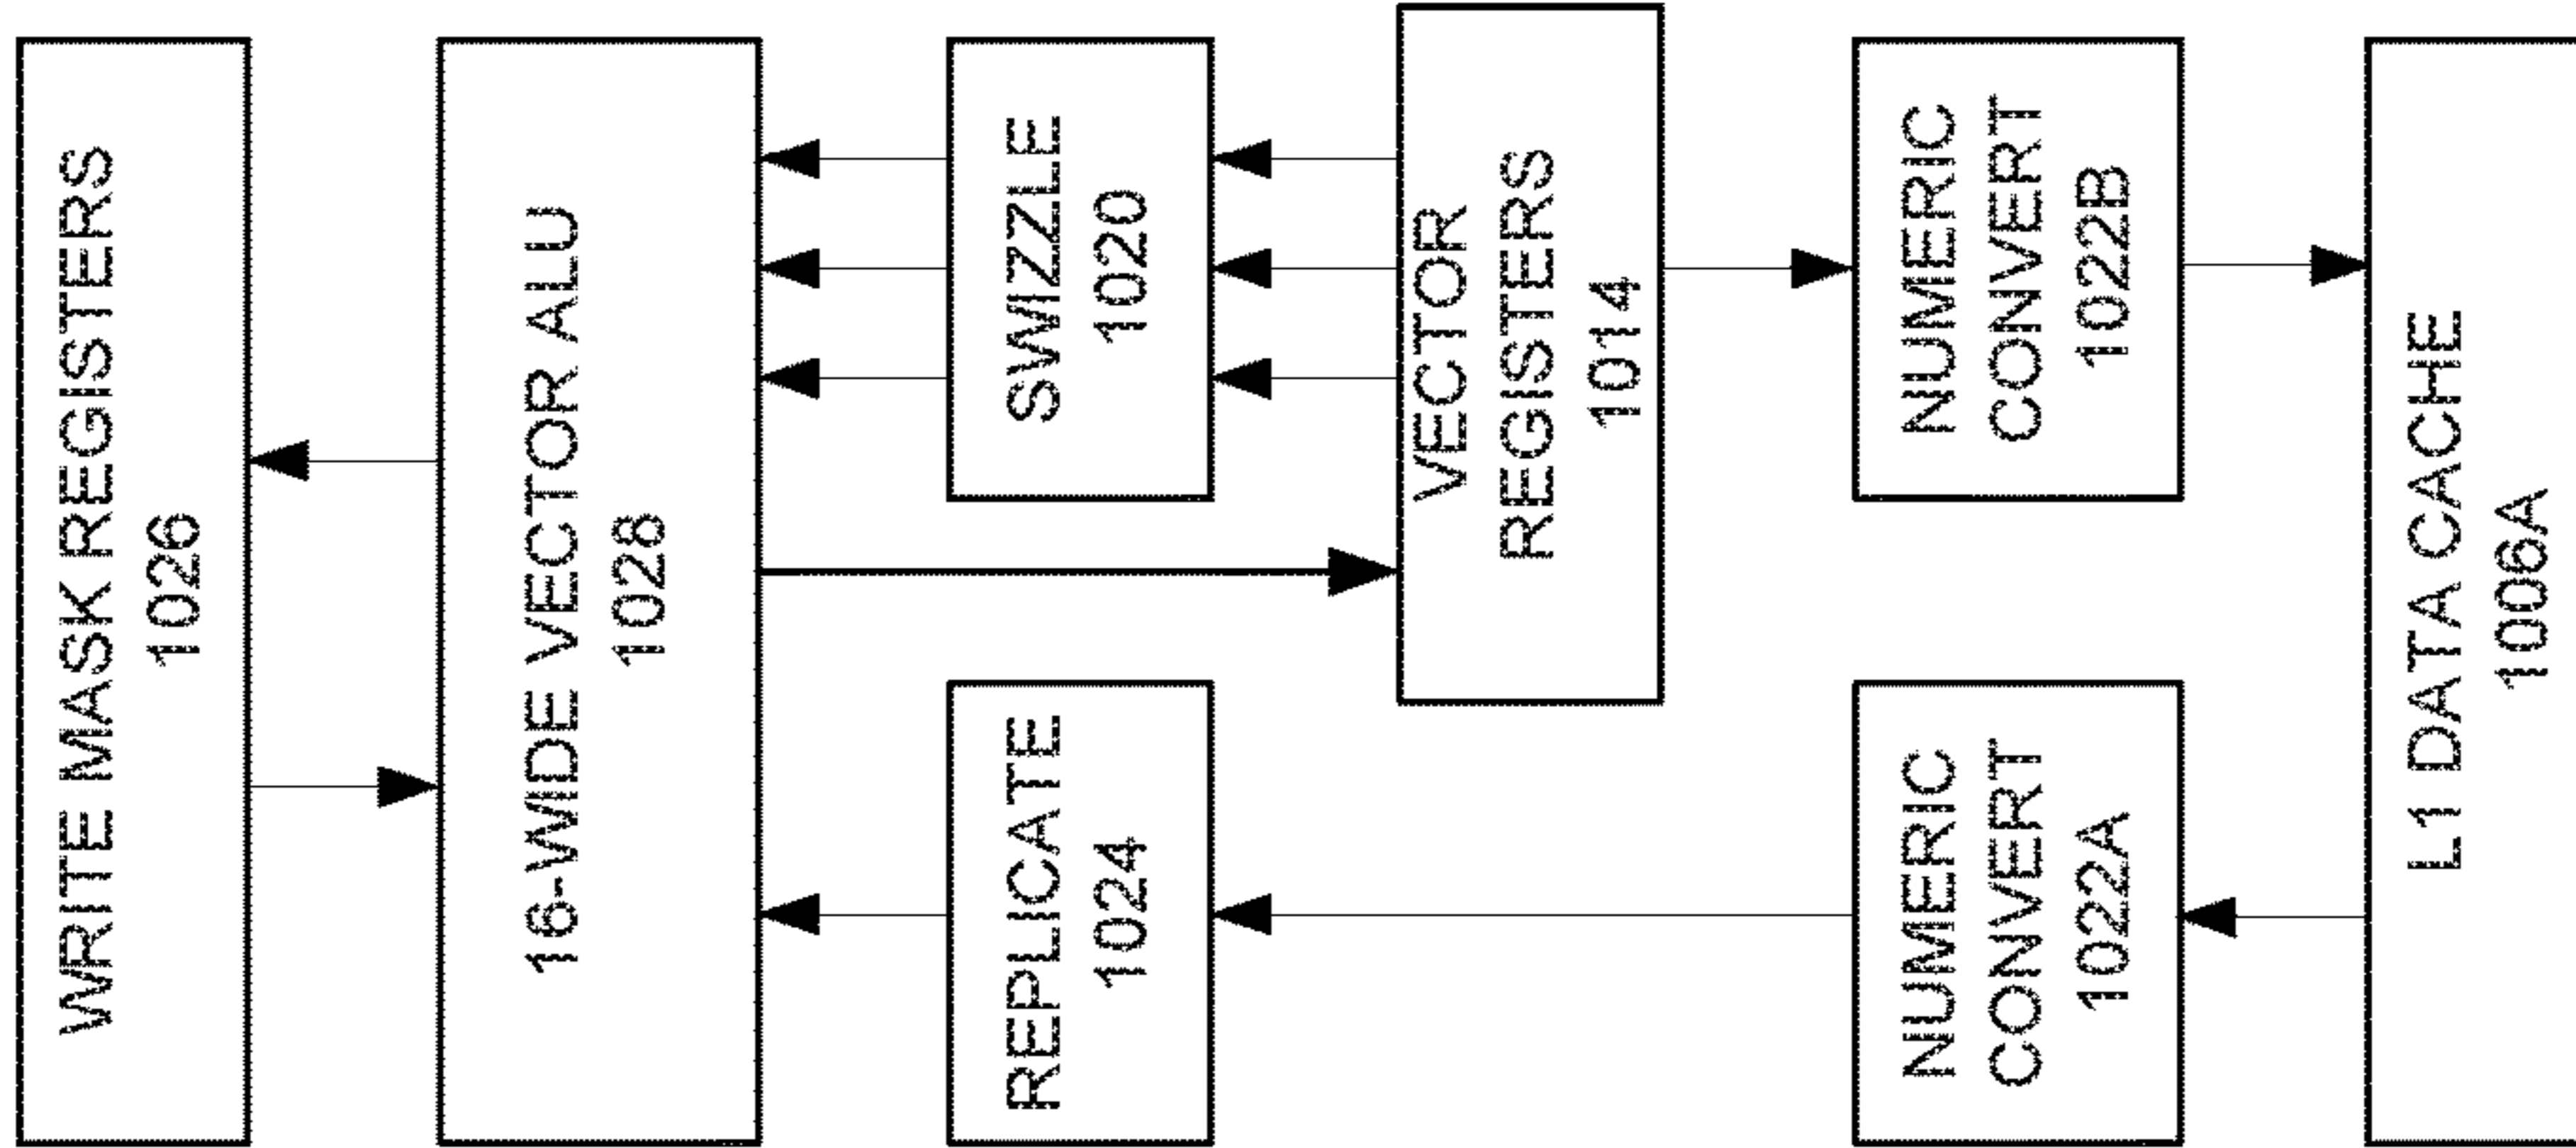 WRITE MASK REGISTERS
1026
16-WIDE VECTOR ALU
1028
REPLICATE
1024
SWIZZLE
1020
VECTOR
REGISTERS
1014
NUMERIC
CONVERT
1022A
NUMERIC
CONVERT
1022B
L1 DATA CACHE
1006A